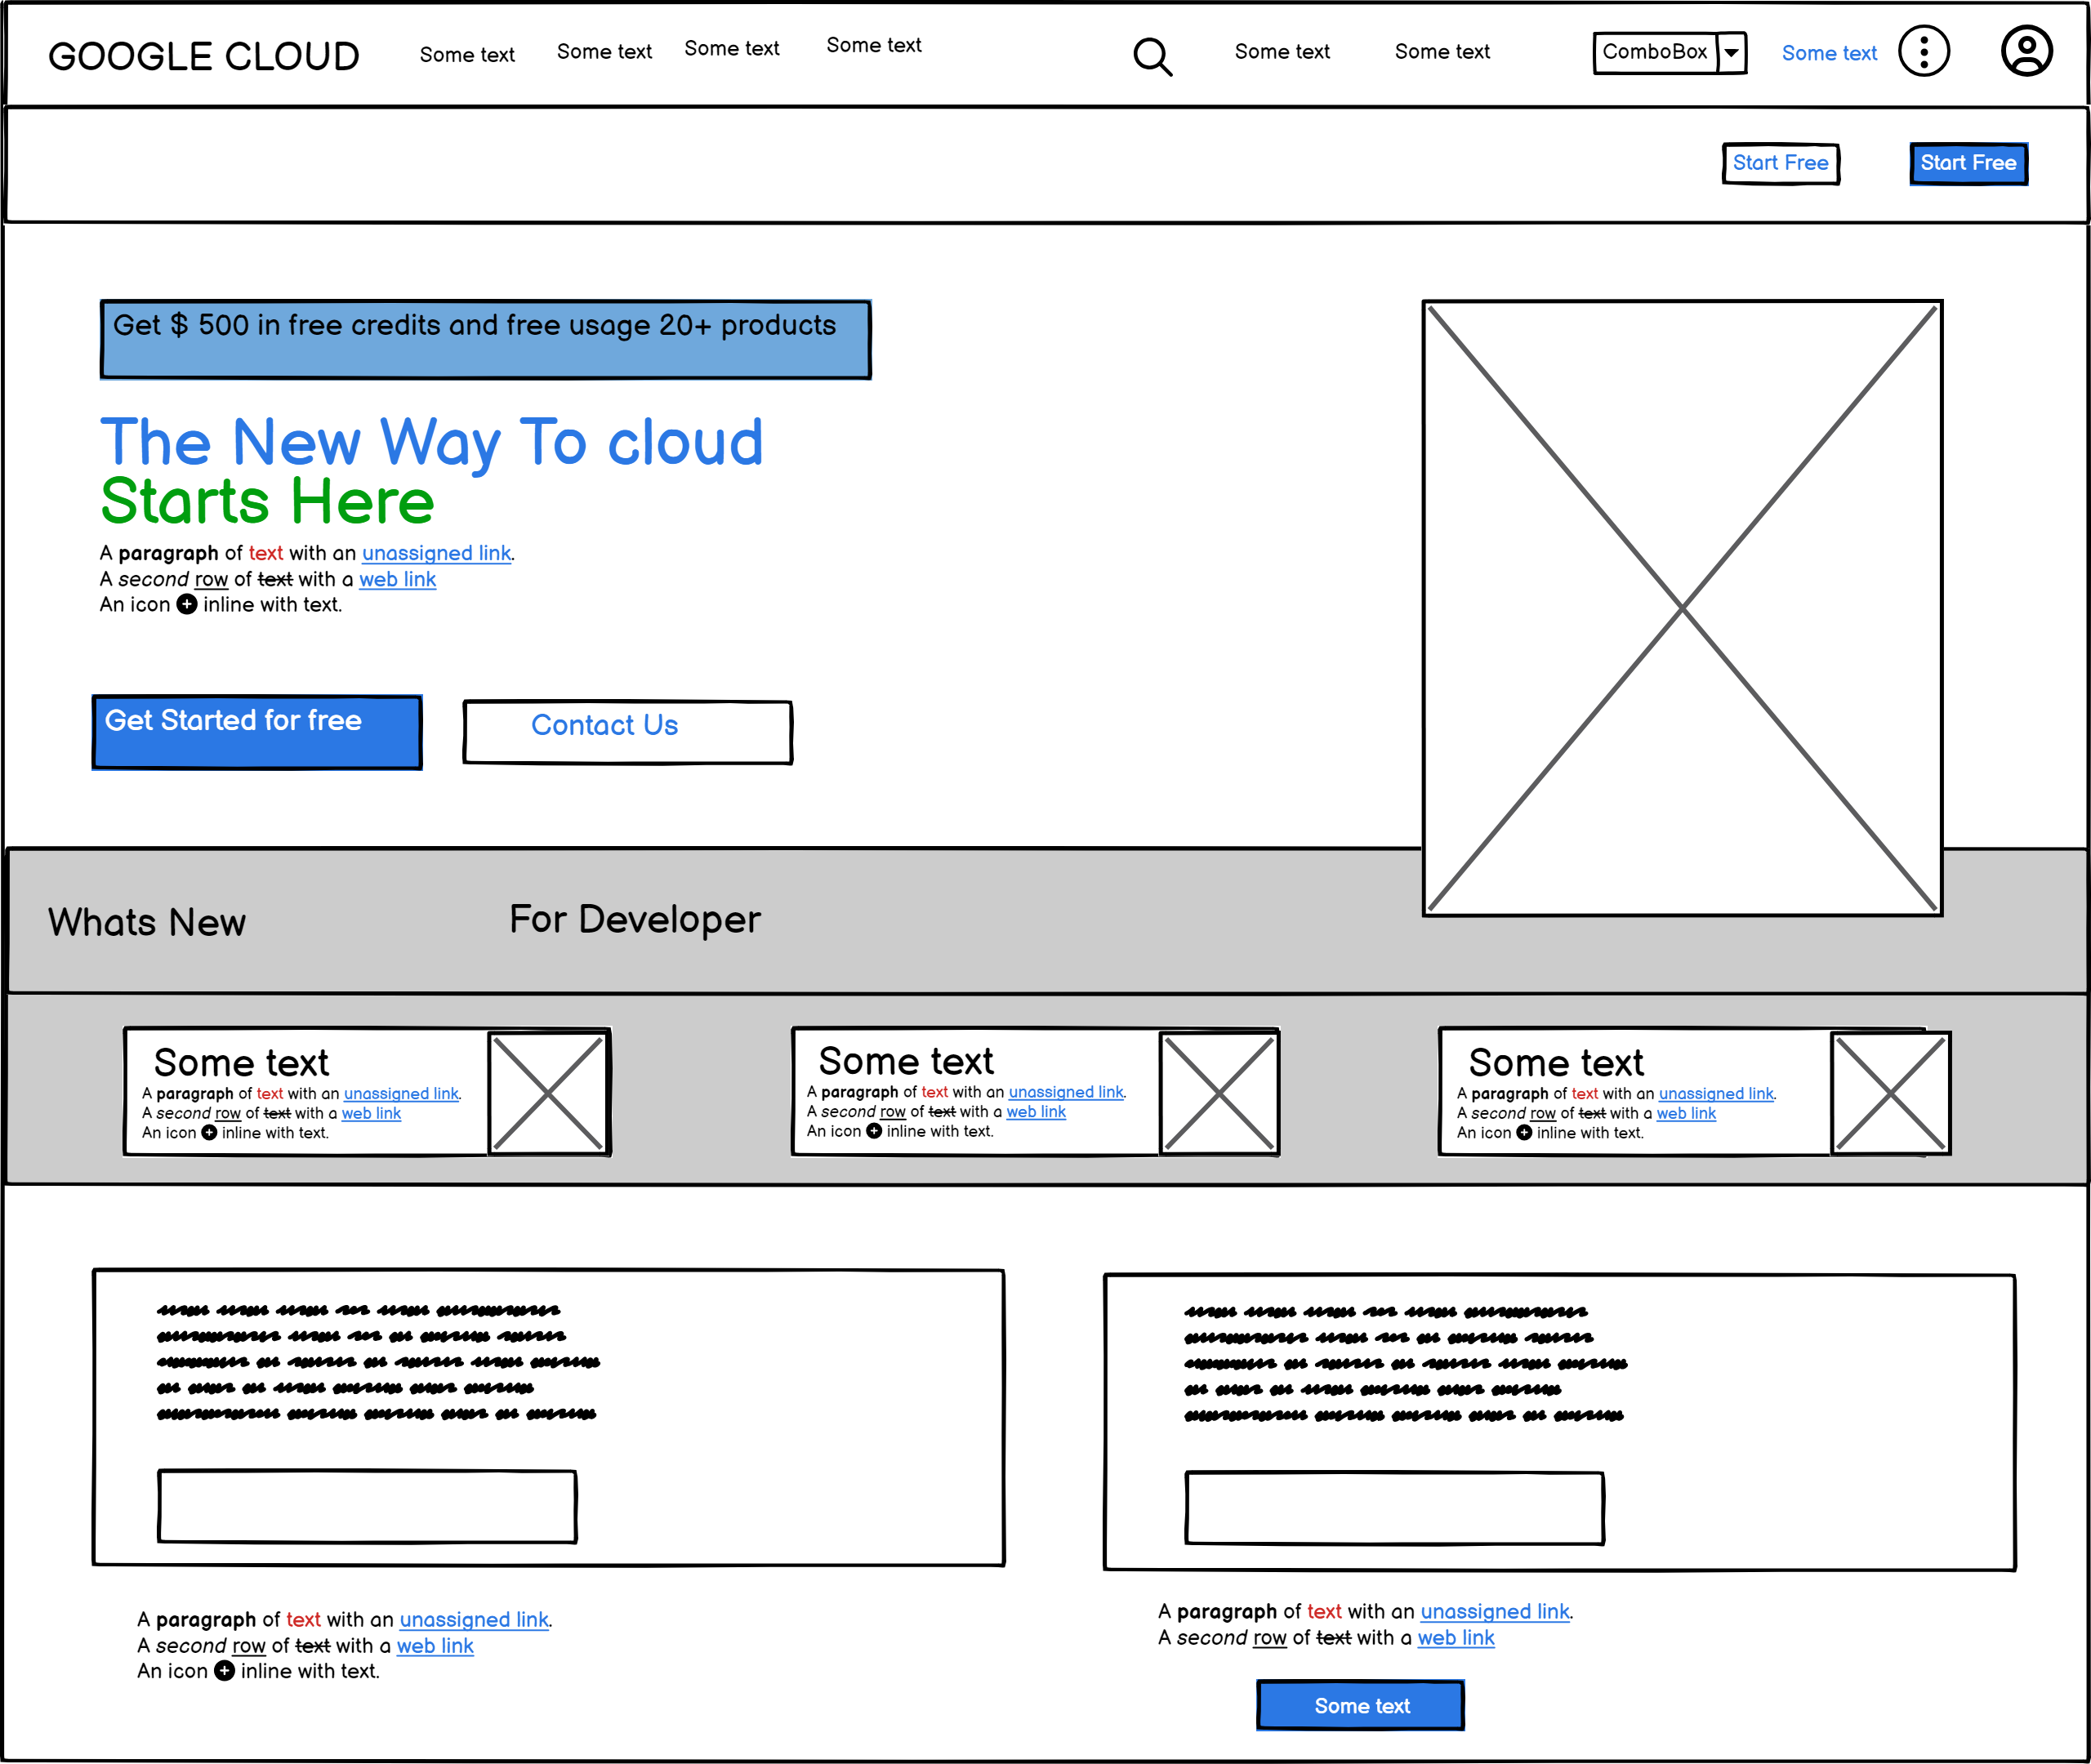 GOOGLE CLOUD Some text Some text Some text Some text Some text Some text ComboBox Some text
Start Free Start Free
Get $ 500 in free credits and free usage 20+ products
The New Way To cloud
Starts Here
A paragraph of text with an unassigned link.
A second row of text with a web link
An icon inline with text.
Get Started for free Contact Us
Whats New For Developer
Some text
A paragraph of text with an unassigned link.
A second row of text with a web link
An icon inline with text.
Some text
A paragraph of text with an unassigned link.
A second row of text with a web link
An icon inline with text.
Some text
A paragraph of text with an unassigned link.
A second row of text with a web link
An icon inline with text.
A paragraph of text with an unassigned link.
A second row of text with a web link
An icon inline with text.
A paragraph of text with an unassigned link.
A second row of text with a web link
Some text